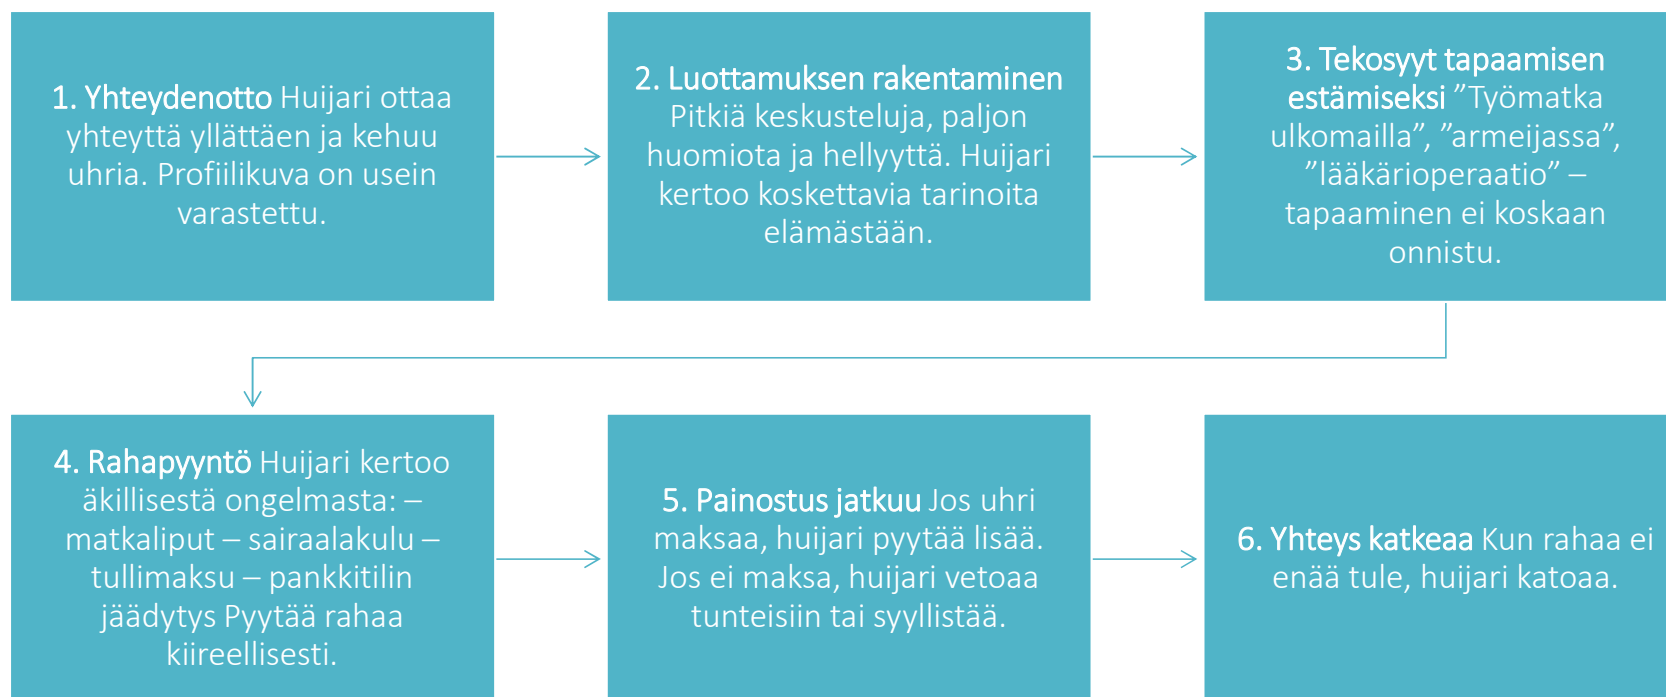 1. Yhteydenotto Huijari ottaa
yhteyttä yllättäen ja kehuu
uhria. Profiilikuva on usein
varastettu.
2. Luottamuksen rakentaminen
Pitkiä keskusteluja, paljon
huomiota ja hellyyttä. Huijari
kertoo koskettavia tarinoita
elämästään.
3. Tekosyyt tapaamisen
estämiseksi ”Työmatka
ulkomailla”, ”armeijassa”,
”lääkärioperaatio” –
tapaaminen ei koskaan
onnistu.
4. Rahapyyntö Huijari kertoo
äkillisestä ongelmasta: –
matkaliput – sairaalakulu –
tullimaksu – pankkitilin
jäädytys Pyytää rahaa
kiireellisesti.
5. Painostus jatkuu Jos uhri
maksaa, huijari pyytää lisää.
Jos ei maksa, huijari vetoaa
tunteisiin tai syyllistää.
6. Yhteys katkeaa Kun rahaa ei
enää tule, huijari katoaa.